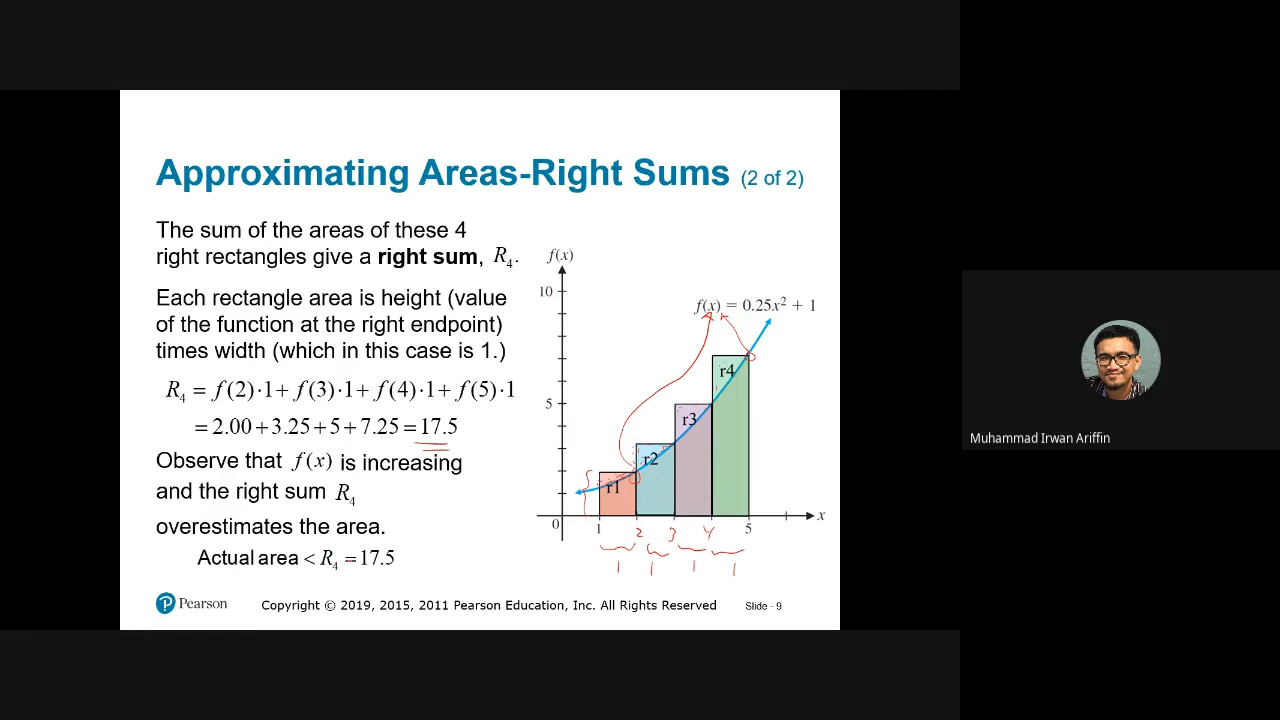 Approximating Areas-Right Sums (2 of 2)
The sum of the areas of these 4
right rectangles give a right sum, R₄.
Each rectangle area is height (value
of the function at the right endpoint)
times width (which in this case is 1.)
R₄ = f(2)·1+ f(3)·1+ f(4)·1+ f(5)·1
= 2.00+3.25+5+7.25=17.5
Observe that f(x) is increasing
and the right sum R₄
overestimates the area.
Actual area < R₄ =17.5
f(x)
10
f(x) = 0.25x² + 1
5
r4
r3
r2
r1
0 1 2 3 4 5 x
1 1 1 1
Pearson
Copyright © 2019, 2015, 2011 Pearson Education, Inc. All Rights Reserved
Slide - 9
Muhammad Irwan Ariffin